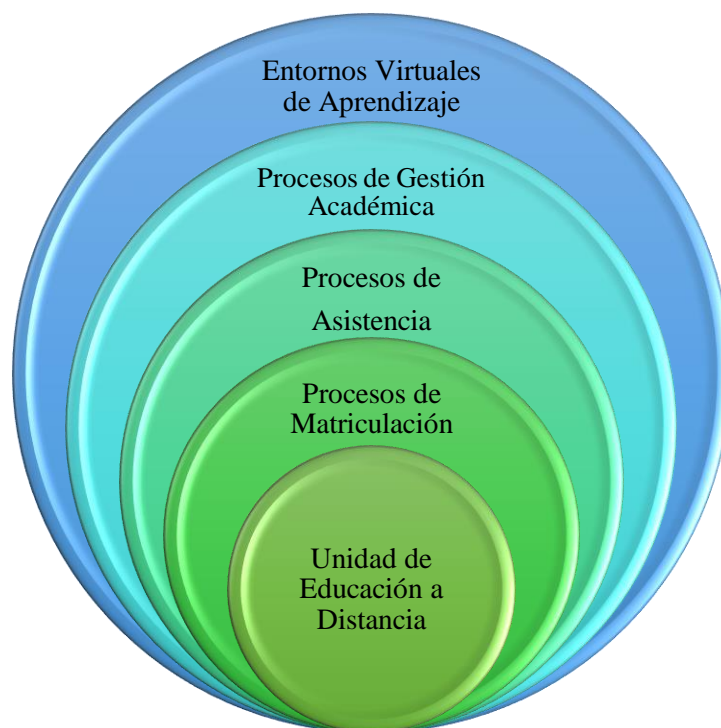 Entornos Virtuales
de Aprendizaje
Procesos de Gestión
Académica
Procesos de
Asistencia
Procesos de
Matriculación
Unidad de
Educación a
Distancia